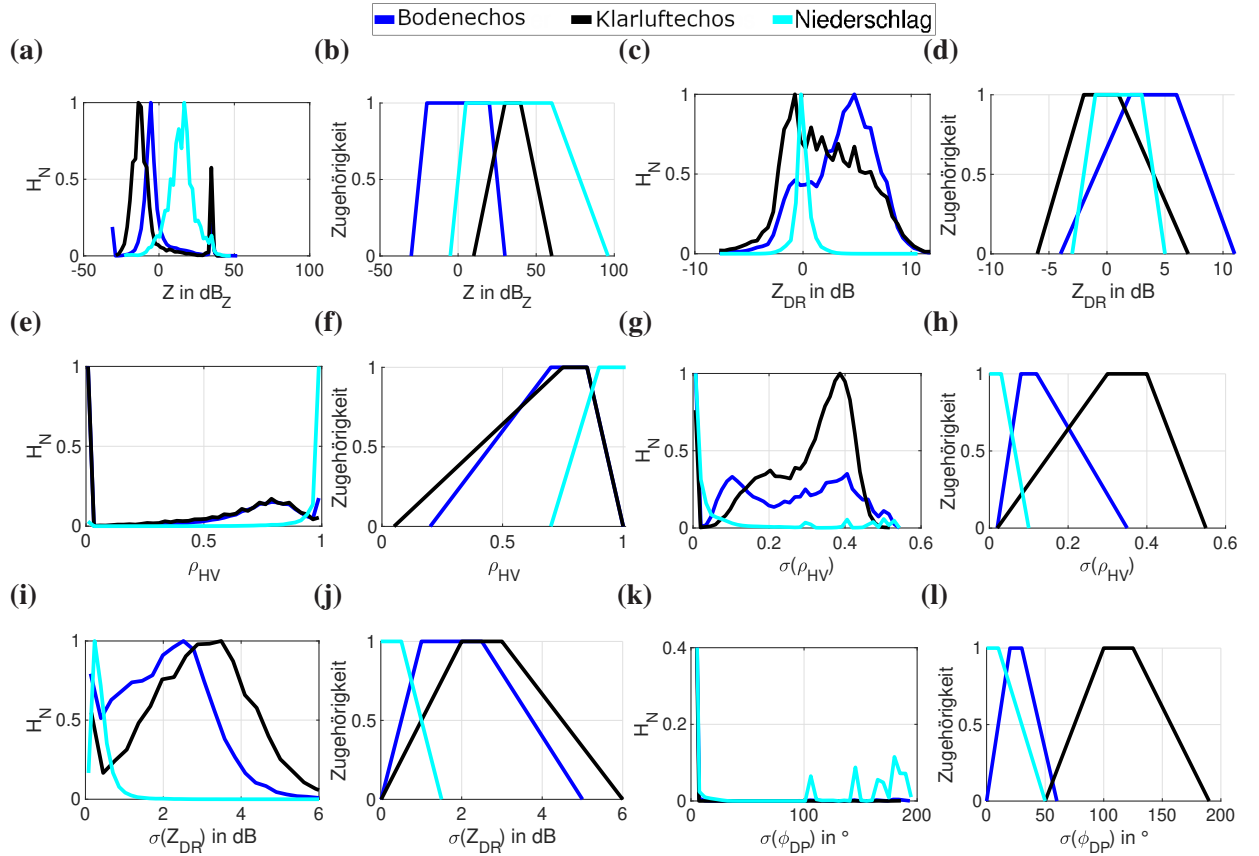 Bodenechos Klarluftechos Niederschlag
(a) (b) (c) (d)
H_N
1
0.5
0
-50 0 50 100
Z in dB_Z
Zugehörigkeit
1
0.5
0
-50 0 50 100
Z in dB_Z
H_N
1
0.5
0
-10 0 10
Z_DR in dB
Zugehörigkeit
1
0.5
0
-10 -5 0 5 10
Z_DR in dB
(e) (f) (g) (h)
H_N
1
0.5
0
0 0.5 1
ρ_HV
Zugehörigkeit
1
0.5
0
0 0.5 1
ρ_HV
H_N
1
0.5
0
0 0.2 0.4 0.6
σ(ρ_HV)
Zugehörigkeit
1
0.5
0
0 0.2 0.4 0.6
σ(ρ_HV)
(i) (j) (k) (l)
H_N
1
0.5
0
2 4 6
σ(Z_DR) in dB
Zugehörigkeit
1
0.5
0
0 2 4 6
σ(Z_DR) in dB
H_N
0.4
0.2
0
0 50 100 150 200
σ(ϕ_DP) in °
Zugehörigkeit
1
0.5
0
0 50 100 150 200
σ(ϕ_DP) in °